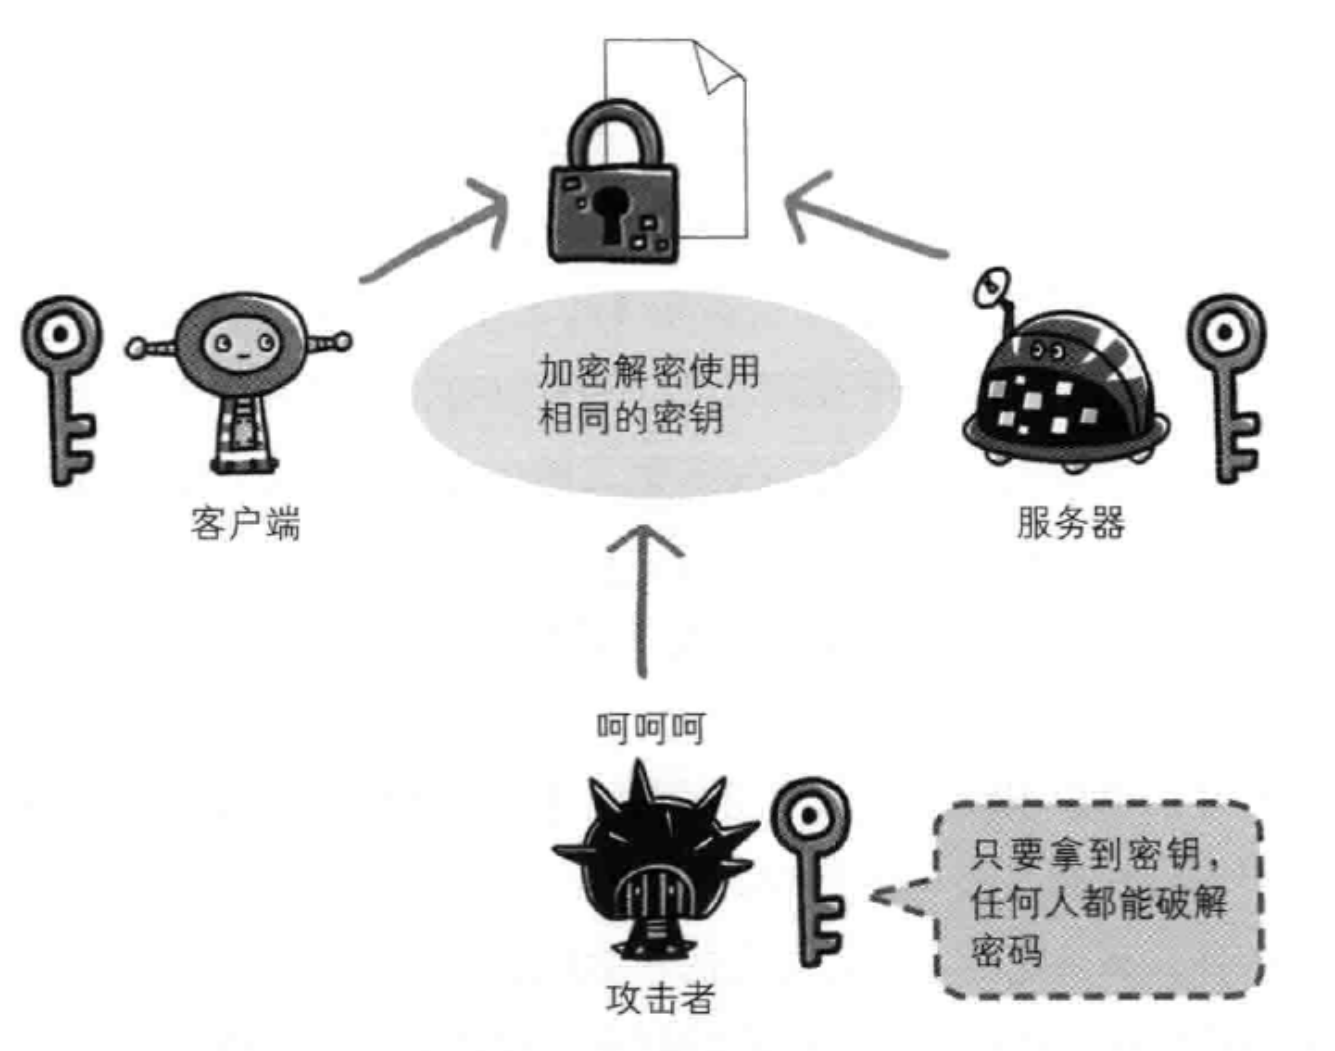 加密解密使用
相同的密钥
客户端
服务器
呵呵呵
只要拿到密钥，
任何人都能破解
密码
攻击者